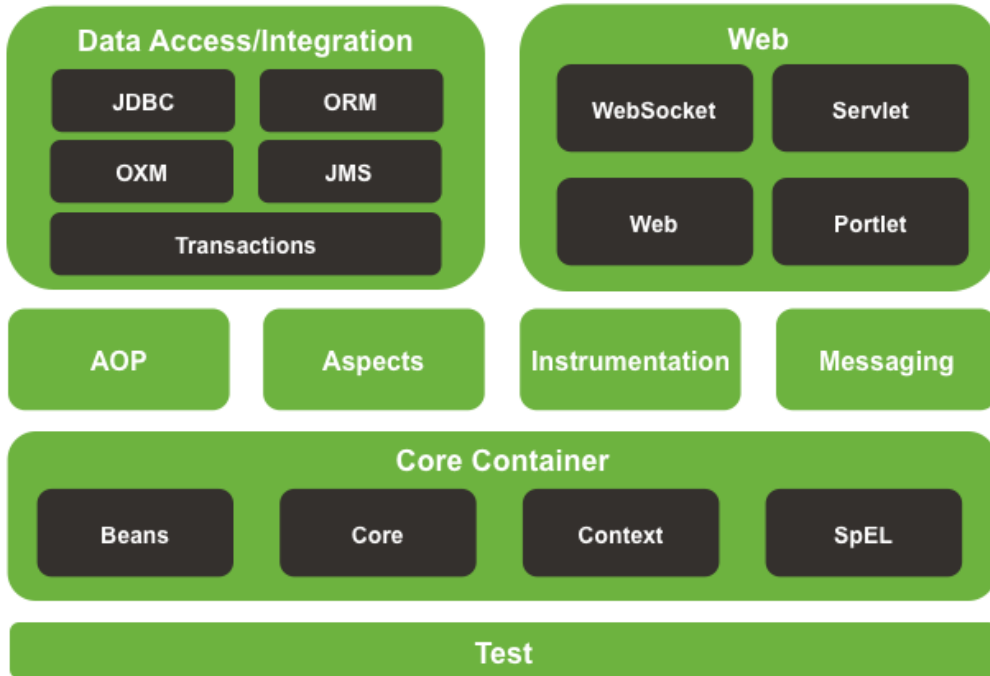 Data Access/Integration
JDBC
ORM
OXM
JMS
Transactions
Web
WebSocket
Servlet
Web
Portlet
AOP
Aspects
Instrumentation
Messaging
Core Container
Beans
Core
Context
SpEL
Test